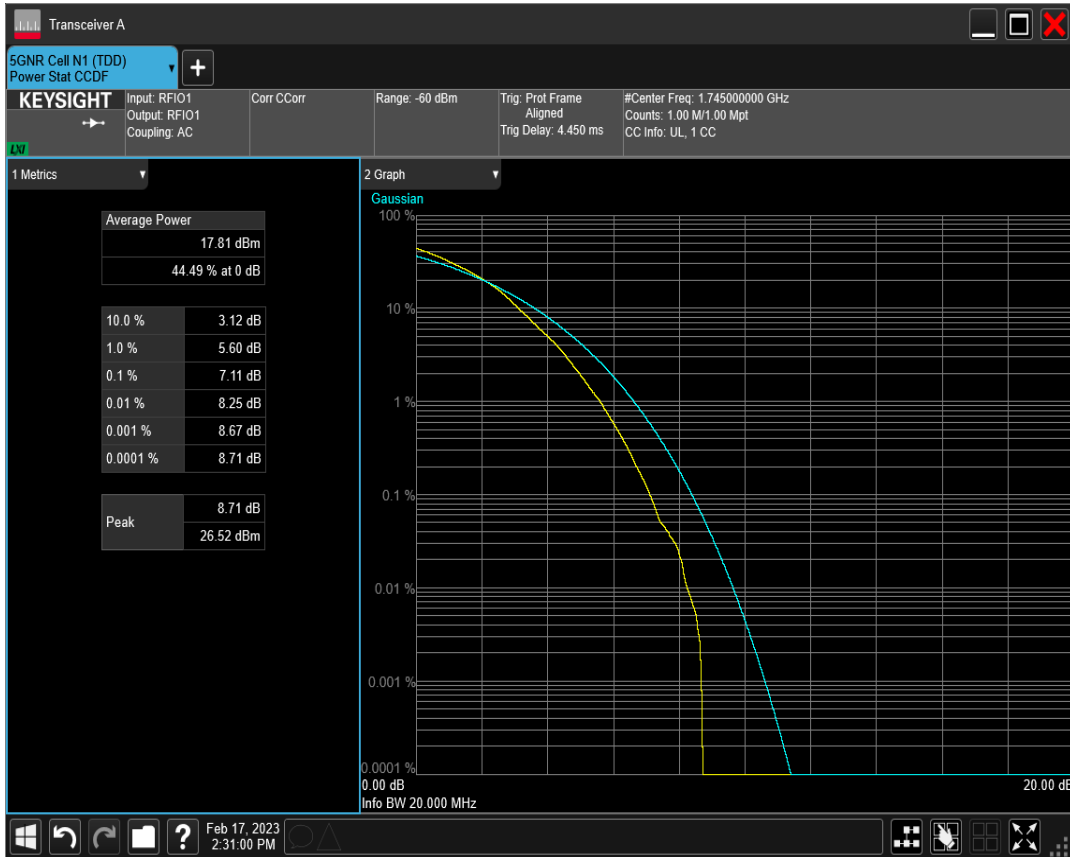 Transceiver A
5GNR Cell N1 (TDD)
Power Stat CCDF
+
KEYSIGHT
LXI
Input: RFIO1
Output: RFIO1
Coupling: AC
Corr CCorr
Range: -60 dBm
Trig: Prot Frame
Aligned
Trig Delay: 4.450 ms
#Center Freq: 1.745000000 GHz
Counts: 1.00 M/1.00 Mpt
CC Info: UL, 1 CC
1 Metrics
Average Power
17.81 dBm
44.49 % at 0 dB
10.0 % 3.12 dB
1.0 % 5.60 dB
0.1 % 7.11 dB
0.01 % 8.25 dB
0.001 % 8.67 dB
0.0001 % 8.71 dB
Peak
8.71 dB
26.52 dBm
2 Graph
Gaussian
100 %
10 %
1 %
0.1 %
0.01 %
0.001 %
0.0001 %
0.00 dB 20.00 dB
Info BW 20.000 MHz
?
Feb 17, 2023
2:31:00 PM